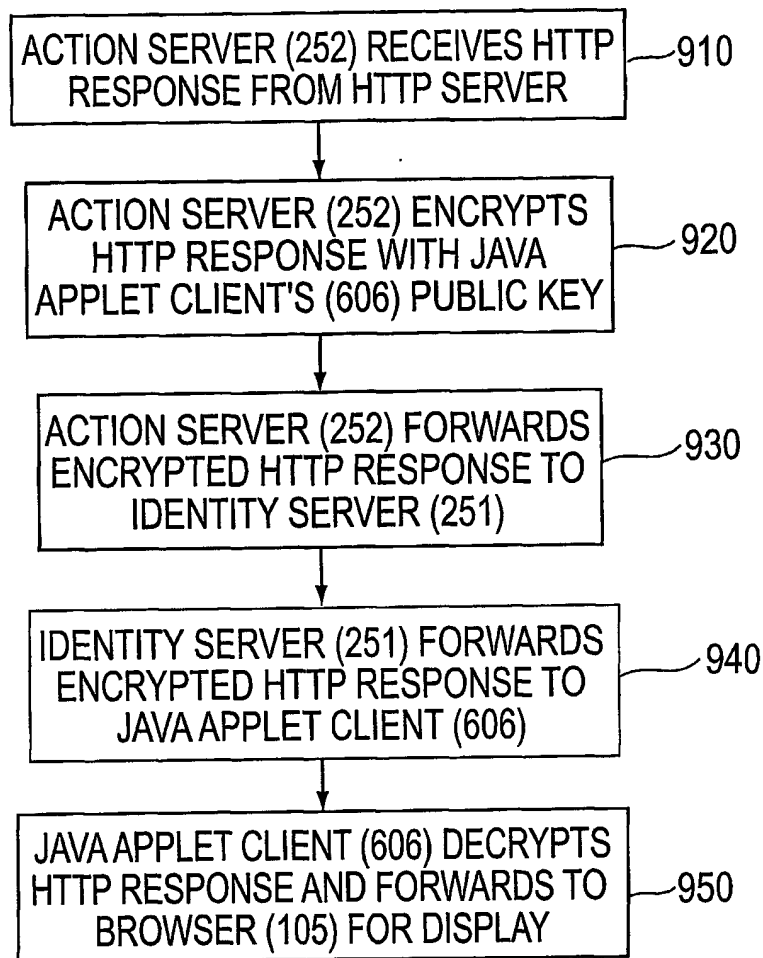 ACTION SERVER (252) RECEIVES HTTP
RESPONSE FROM HTTP SERVER
910
ACTION SERVER (252) ENCRYPTS
HTTP RESPONSE WITH JAVA
APPLET CLIENT'S (606) PUBLIC KEY
920
ACTION SERVER (252) FORWARDS
ENCRYPTED HTTP RESPONSE TO
IDENTITY SERVER (251)
930
IDENTITY SERVER (251) FORWARDS
ENCRYPTED HTTP RESPONSE TO
JAVA APPLET CLIENT (606)
940
JAVA APPLET CLIENT (606) DECRYPTS
HTTP RESPONSE AND FORWARDS TO
BROWSER (105) FOR DISPLAY
950